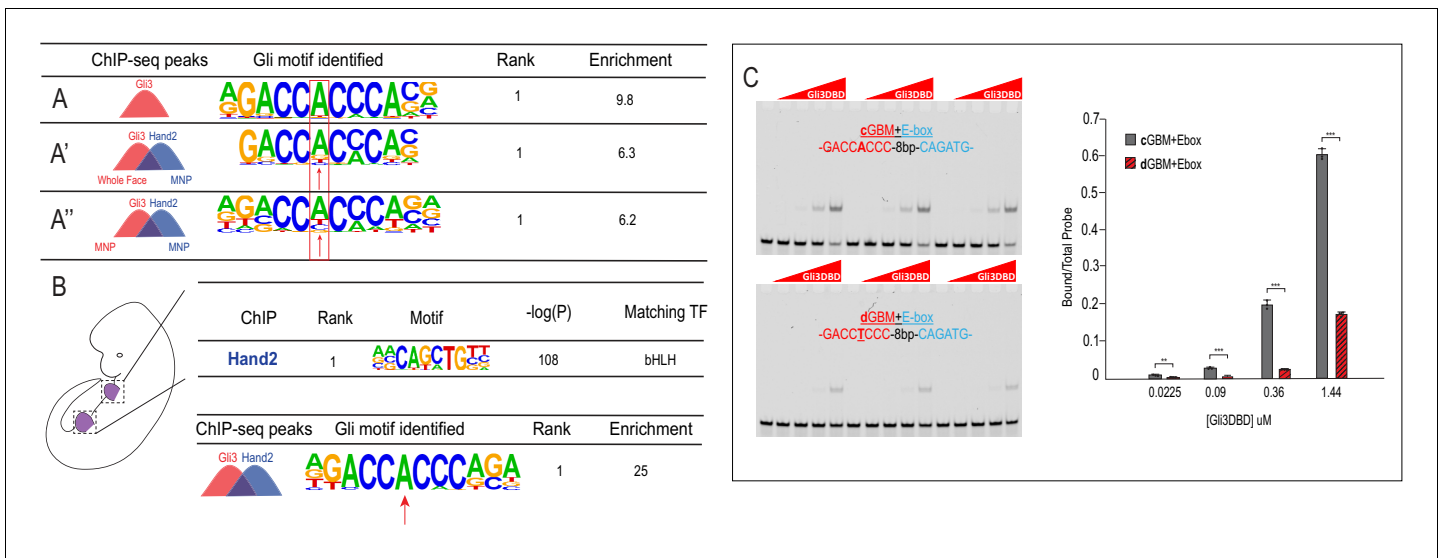 ChIP-seq peaks Gli motif identified Rank Enrichment
A Gli3 1 9.8
A' Gli3 Hand2 1 6.3
Whole Face MNP
A'' Gli3 Hand2 1 6.2
MNP MNP
B
ChIP Rank Motif -log(P) Matching TF
Hand2 1 108 bHLH
ChIP-seq peaks Gli motif identified Rank Enrichment
Gli3 Hand2 1 25
C
Gli3DBD Gli3DBD Gli3DBD
cGBM+E-box
-GACCACCC-8bp-CAGATG-
Gli3DBD Gli3DBD Gli3DBD
dGBM+E-box
-GACCTCCC-8bp-CAGATG-
Bound/Total Probe
0.7
0.6
0.5
0.4
0.3
0.2
0.1
0
cGBM+Ebox
dGBM+Ebox
** *** *** ***
0.0225 0.09 0.36 1.44
[Gli3DBD] uM